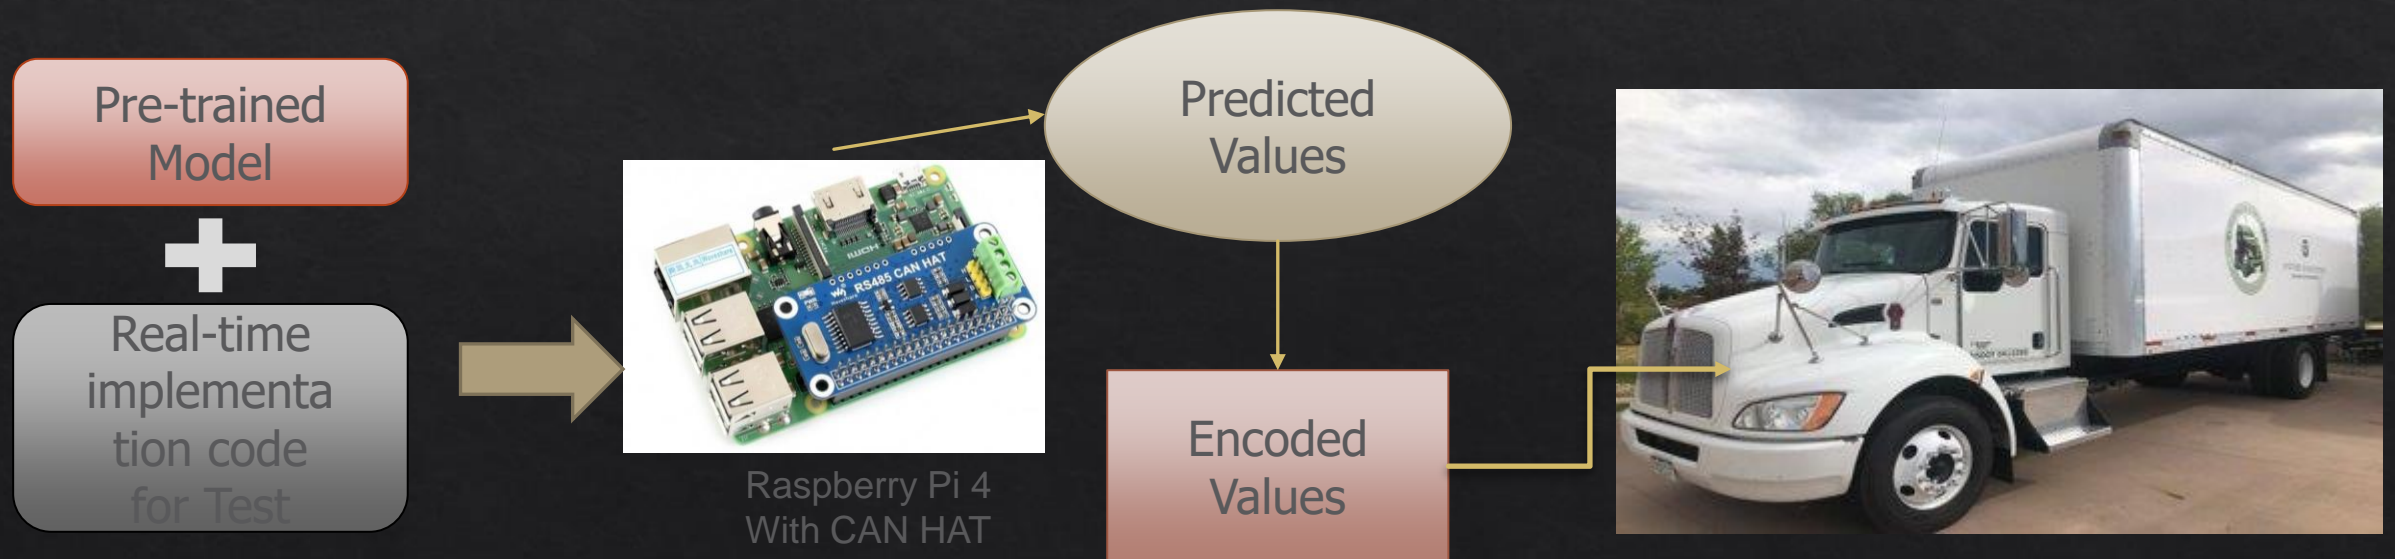 Pre-trained
Model
Real-time
implementa
tion code
for Test
RS485 CAN HAT
HDMI
Raspberry Pi 4
With CAN HAT
Predicted
Values
Encoded
Values